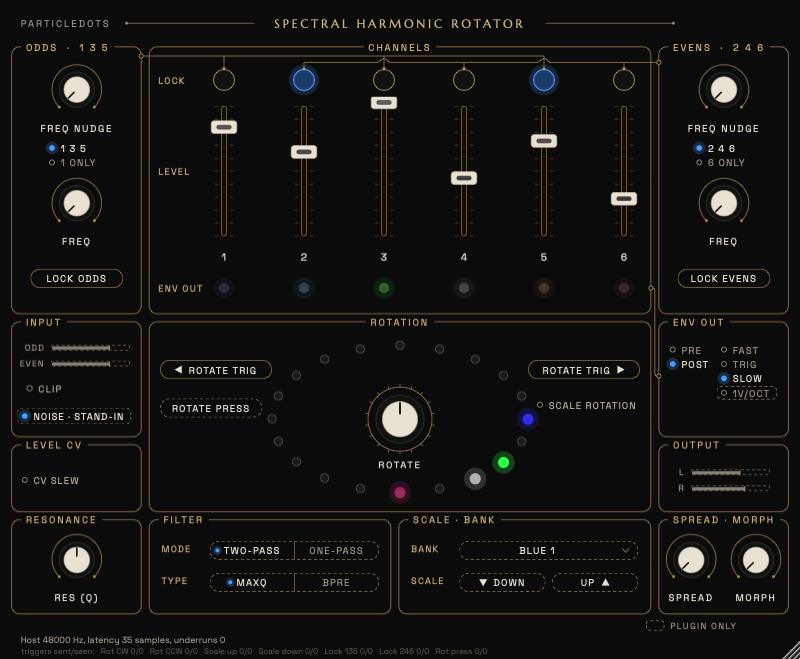 PARTICLEDOTS
SPECTRAL HARMONIC ROTATOR
ODDS · 1 3 5
CHANNELS
EVENS · 2 4 6
LOCK
FREQ NUDGE
1 3 5
1 ONLY
FREQ
LOCK ODDS
LEVEL
1 2 3 4 5 6
ENV OUT
FREQ NUDGE
2 4 6
6 ONLY
FREQ
LOCK EVENS
INPUT
ODD
EVEN
CLIP
NOISE · STAND-IN
ROTATION
◀ ROTATE TRIG
ROTATE TRIG ▶
ROTATE PRESS
SCALE ROTATION
ROTATE
ENV OUT
PRE
FAST
POST
TRIG
SLOW
1V/OCT
LEVEL CV
CV SLEW
OUTPUT
L
R
RESONANCE
RES (Q)
FILTER
MODE TWO-PASS ONE-PASS
TYPE MAXQ BPRE
SCALE · BANK
BANK BLUE 1
SCALE ▼ DOWN UP ▲
SPREAD · MORPH
SPREAD MORPH
PLUGIN ONLY
Host 48000 Hz, latency 35 samples, underruns 0
triggers sent/seen: Rot CW 0/0 Rot CCW 0/0 Scale up 0/0 Scale down 0/0 Lock 135 0/0 Lock 246 0/0 Rot press 0/0